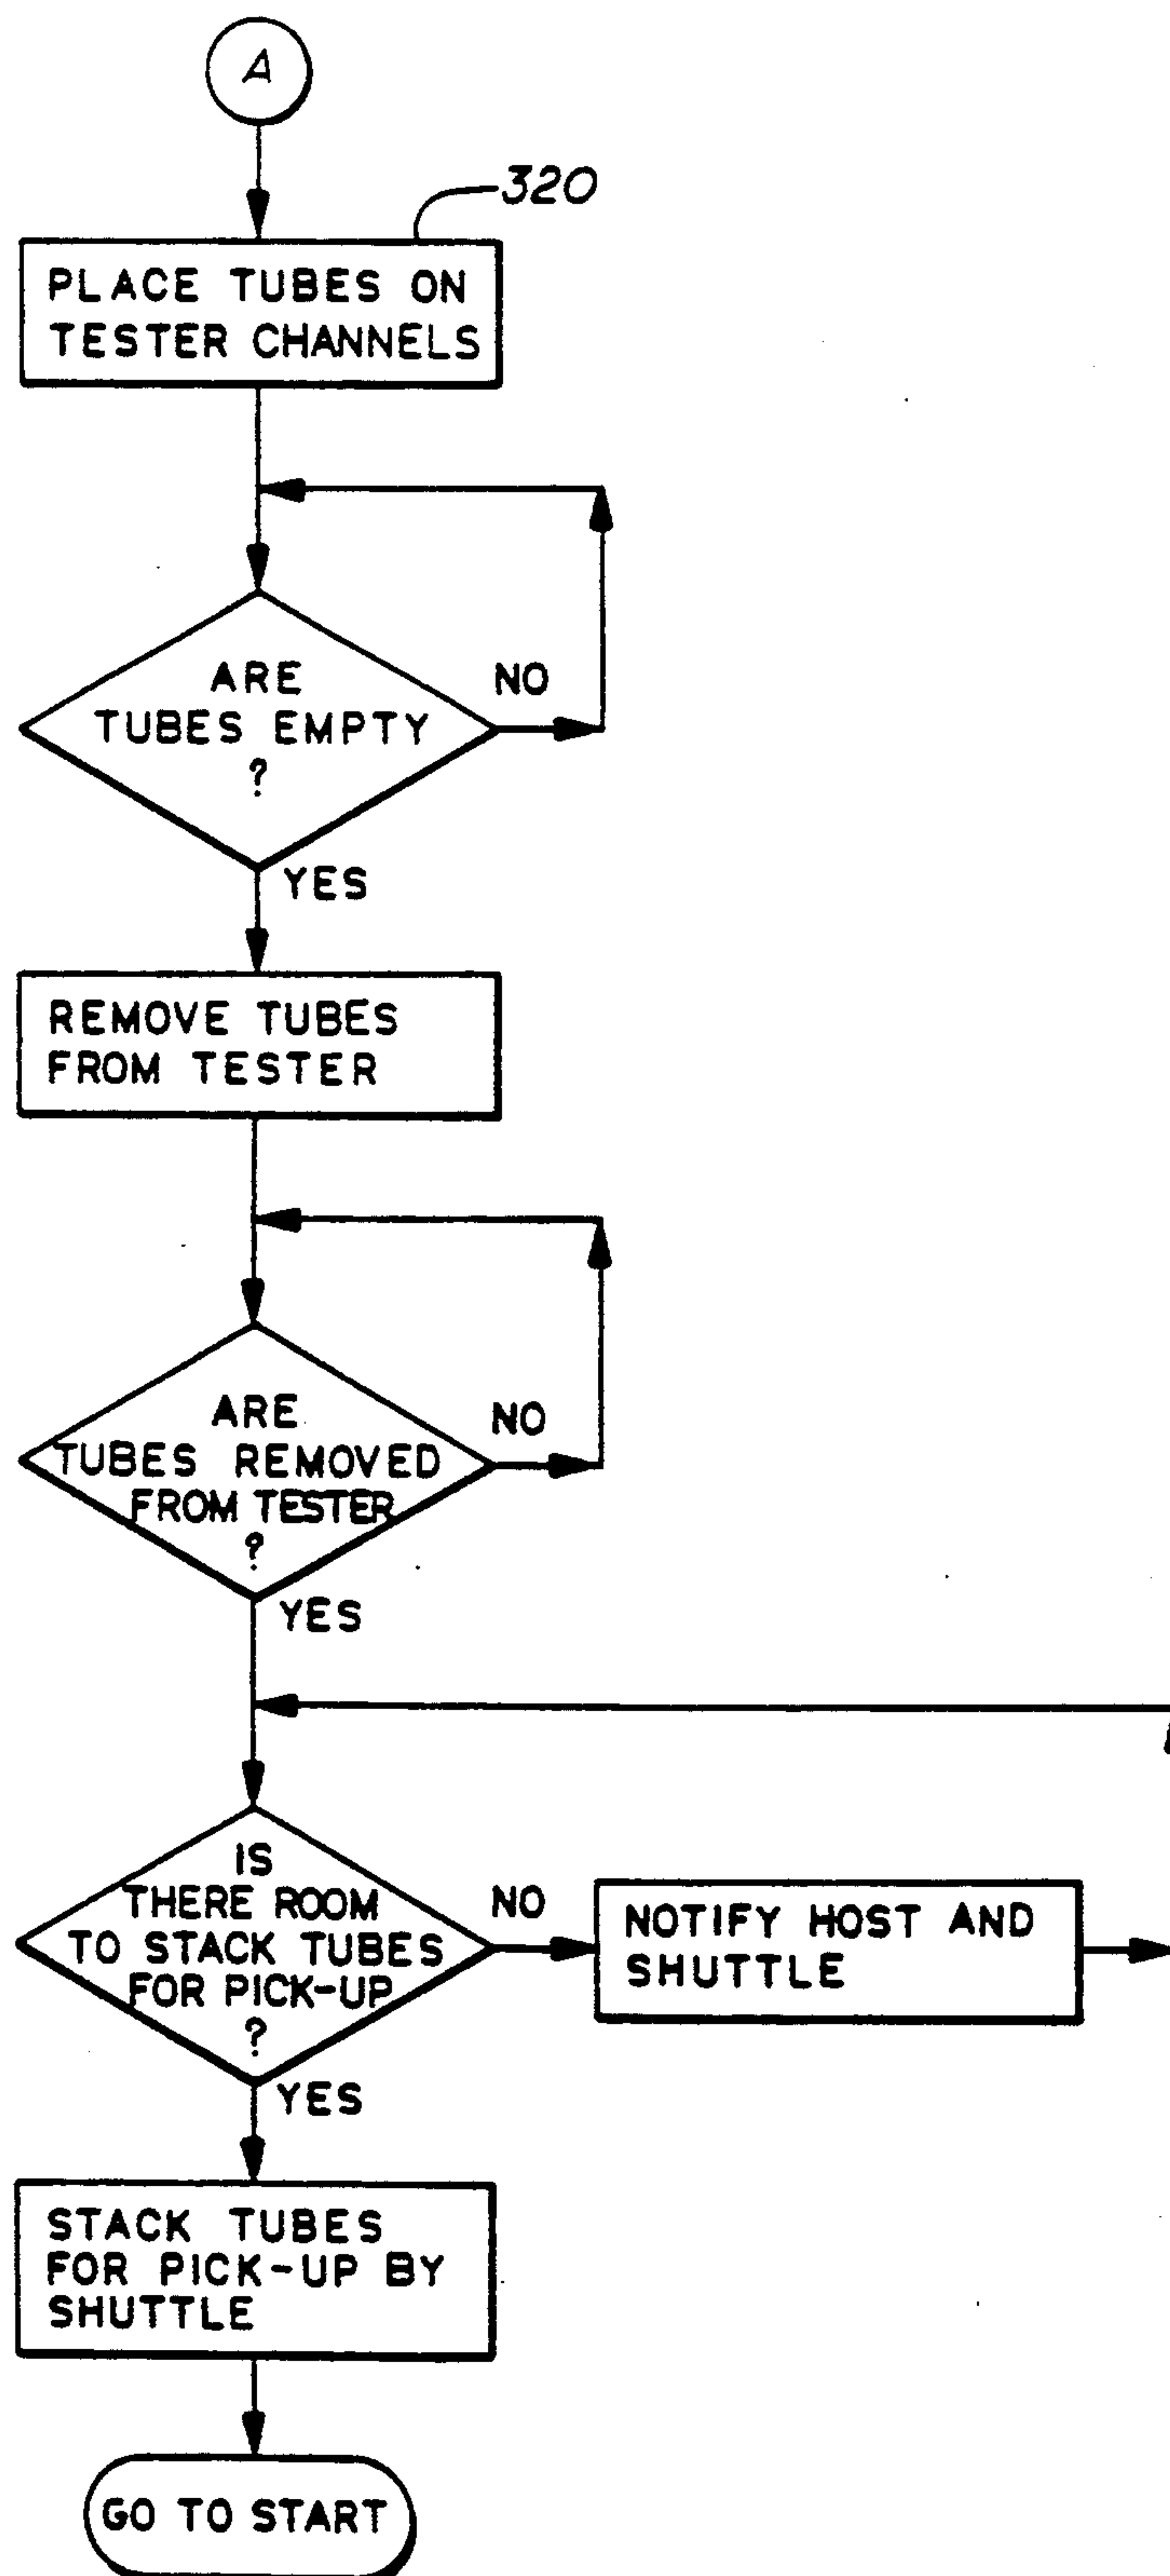 A
320
PLACE TUBES ON
TESTER CHANNELS
ARE
TUBES EMPTY
?
NO
YES
REMOVE TUBES
FROM TESTER
ARE
TUBES REMOVED
FROM TESTER
?
NO
YES
IS
THERE ROOM
TO STACK TUBES
FOR PICK-UP
?
NO
NOTIFY HOST AND
SHUTTLE
YES
STACK TUBES
FOR PICK-UP BY
SHUTTLE
GO TO START